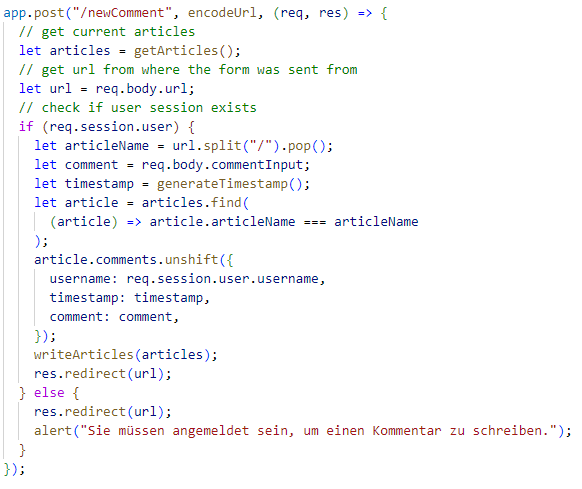 app.post("/newComment", encodeUrl, (req, res) => {
  // get current articles
  let articles = getArticles();
  // get url from where the form was sent from
  let url = req.body.url;
  // check if user session exists
  if (req.session.user) {
    let articleName = url.split("/").pop();
    let comment = req.body.commentInput;
    let timestamp = generateTimestamp();
    let article = articles.find(
      (article) => article.articleName === articleName
    );
    article.comments.unshift({
      username: req.session.user.username,
      timestamp: timestamp,
      comment: comment,
    });
    writeArticles(articles);
    res.redirect(url);
  } else {
    res.redirect(url);
    alert("Sie müssen angemeldet sein, um einen Kommentar zu schreiben.");
  }
});